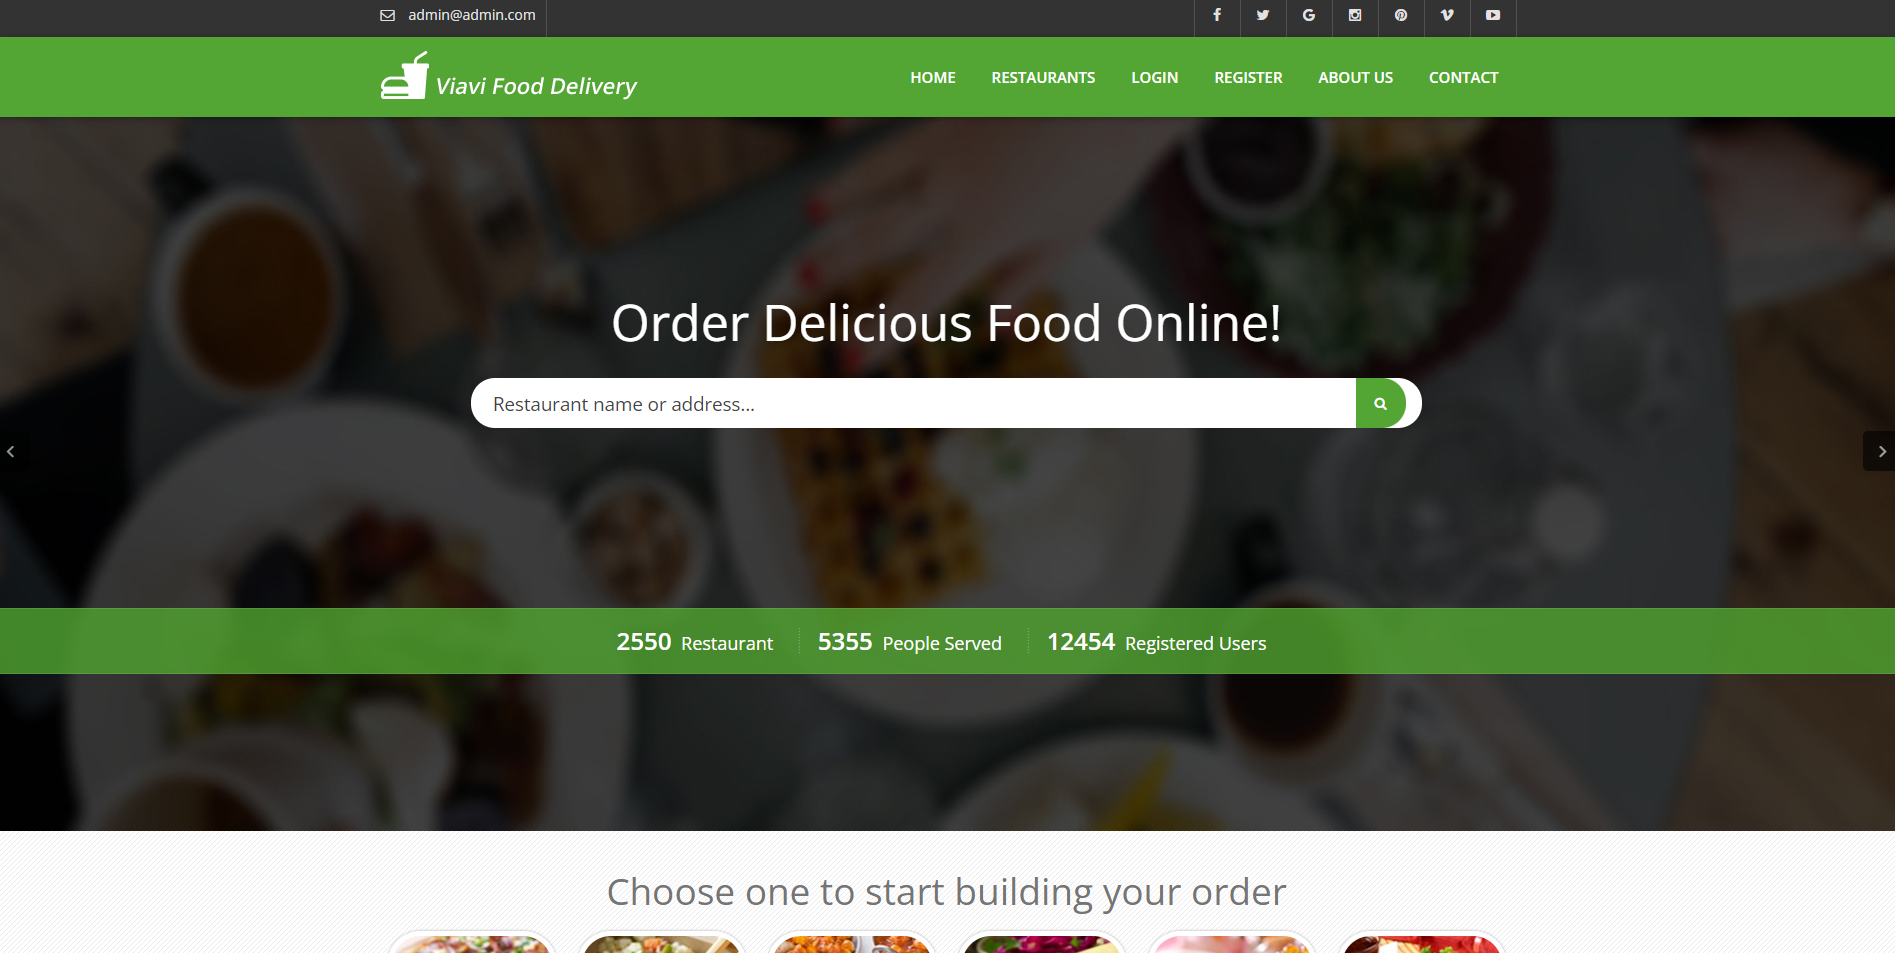 admin@admin.com
Viavi Food Delivery
HOME RESTAURANTS LOGIN REGISTER ABOUT US CONTACT
Order Delicious Food Online!
Restaurant name or address...
2550 Restaurant 5355 People Served 12454 Registered Users
Choose one to start building your order